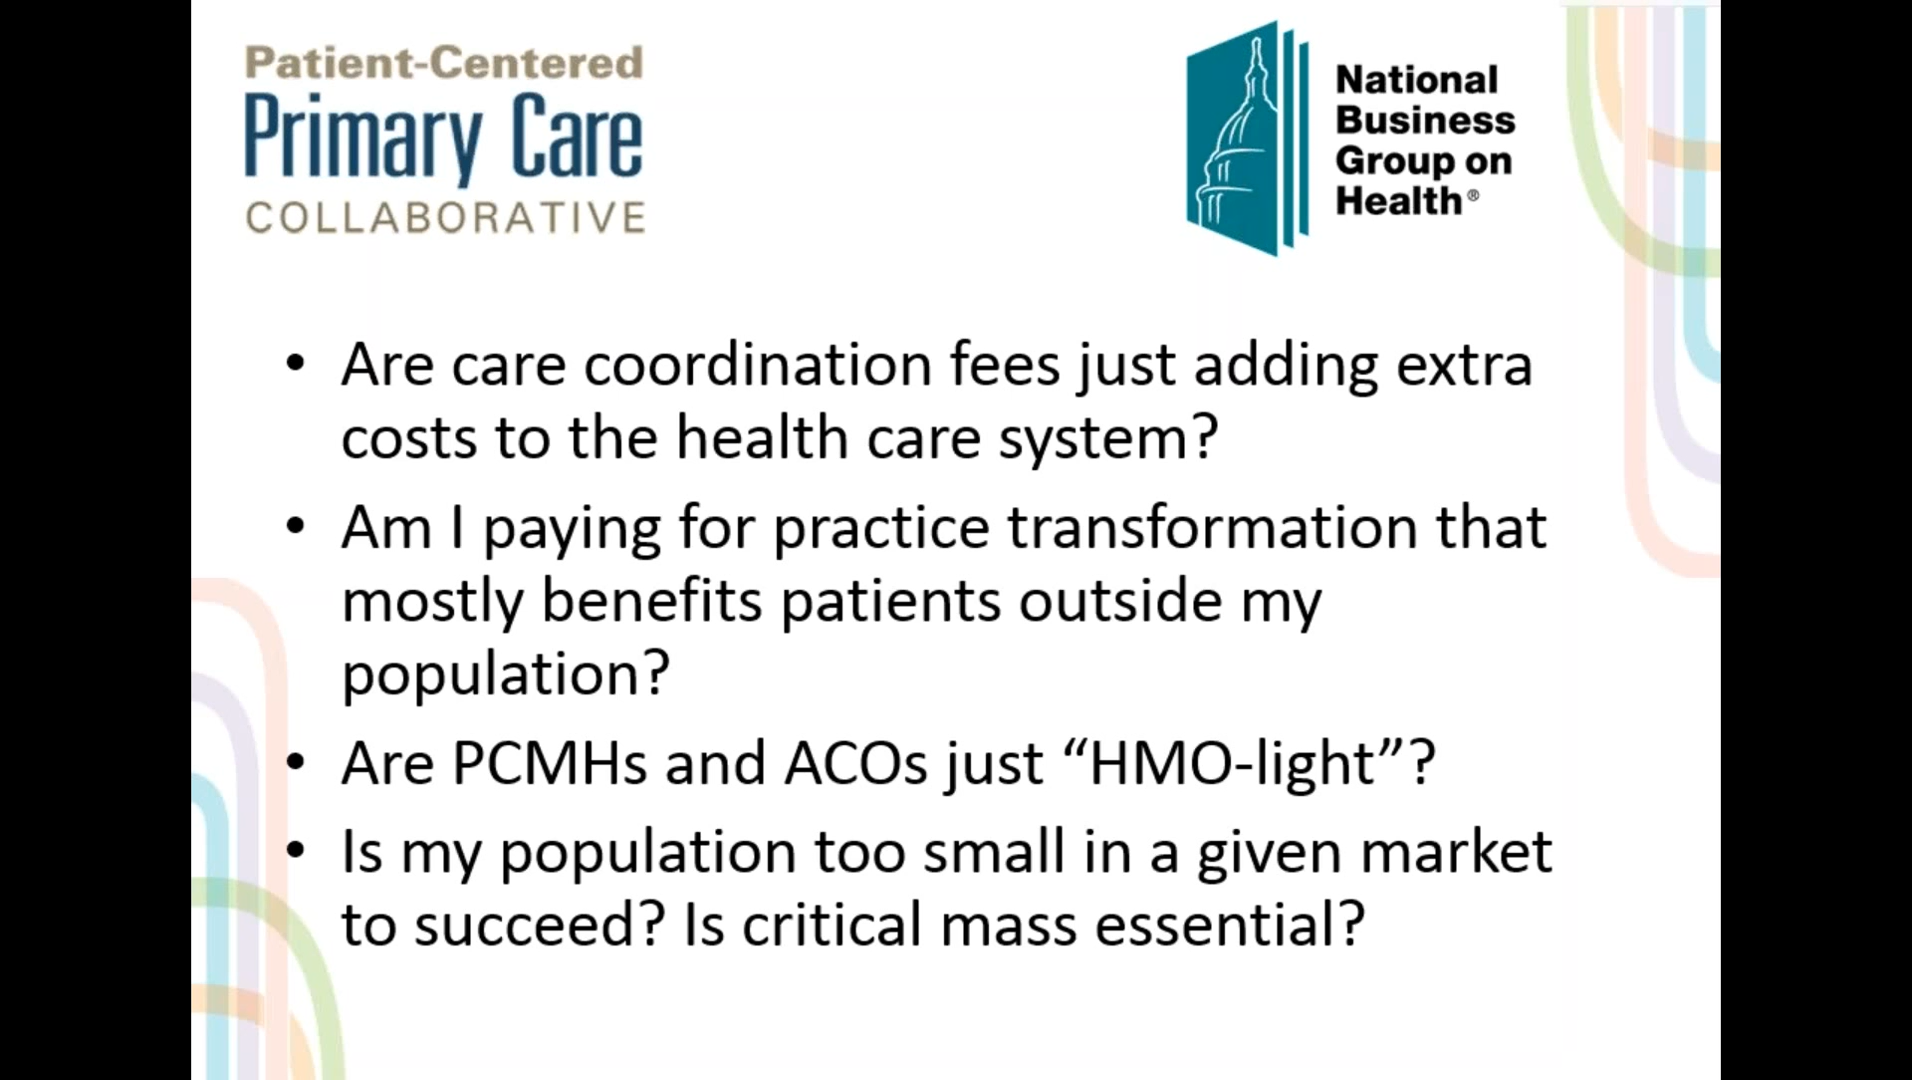 Patient-Centered
Primary Care
COLLABORATIVE
National
Business
Group on
Health®
• Are care coordination fees just adding extra
costs to the health care system?
• Am I paying for practice transformation that
mostly benefits patients outside my
population?
• Are PCMHs and ACOs just “HMO-light”?
• Is my population too small in a given market
to succeed? Is critical mass essential?